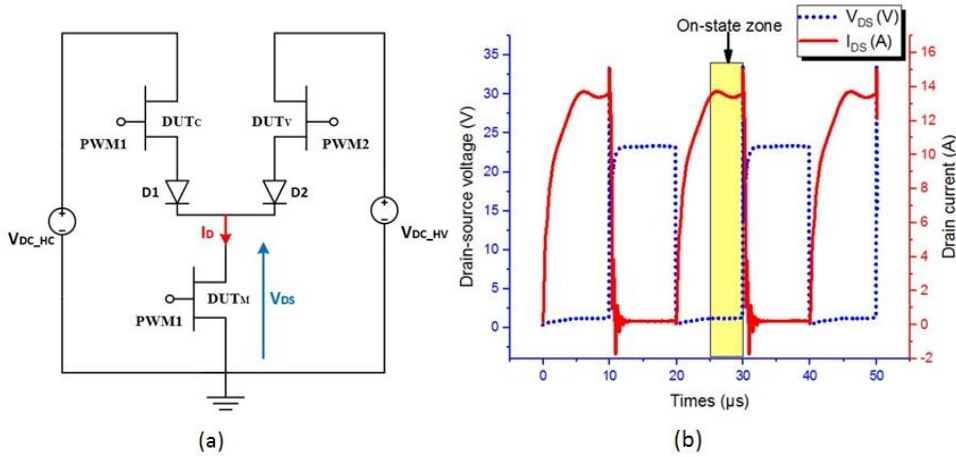 DUTC
DUTV
PWM1
PWM2
D1
D2
VDC_HC
+
-
+
-
VDC_HV
ID
DUTM
VDS
PWM1
(a)
VDS (V)
IDS (A)
On-state zone
35
30
25
20
15
10
5
0
Drain-source voltage (V)
16
14
12
10
8
6
4
2
0
-2
Drain current (A)
0
10
20
30
40
50
Times (µs)
(b)